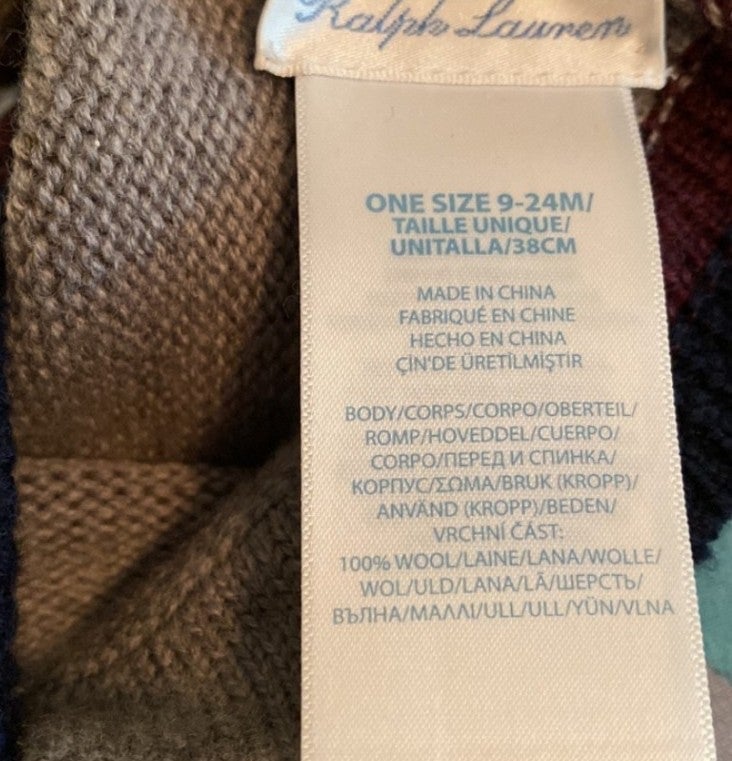 Ralph Lauren
ONE SIZE 9-24M/
TAILLE UNIQUE/
UNITALLA/38CM
MADE IN CHINA
FABRIQUÉ EN CHINE
HECHO EN CHINA
ÇİN'DE ÜRETİLMİŞTİR
BODY/CORPS/CORPO/OBERTEIL/
ROMP/HOVEDDEL/CUERPO/
CORPO/ПЕРЕД И СПИНКА/
КОРПУС/ΣΩΜΑ/BRUK (KROPP)/
ANVÄND (KROPP)/BEDEN/
VRCHNÍ ČÁST:
100% WOOL/LAINE/LANA/WOLLE/
WOL/ULD/LANA/LÃ/ШЕРСТЬ/
ВЪЛНА/ΜΑΛΛΙ/ULL/ULL/YÜN/VLNA